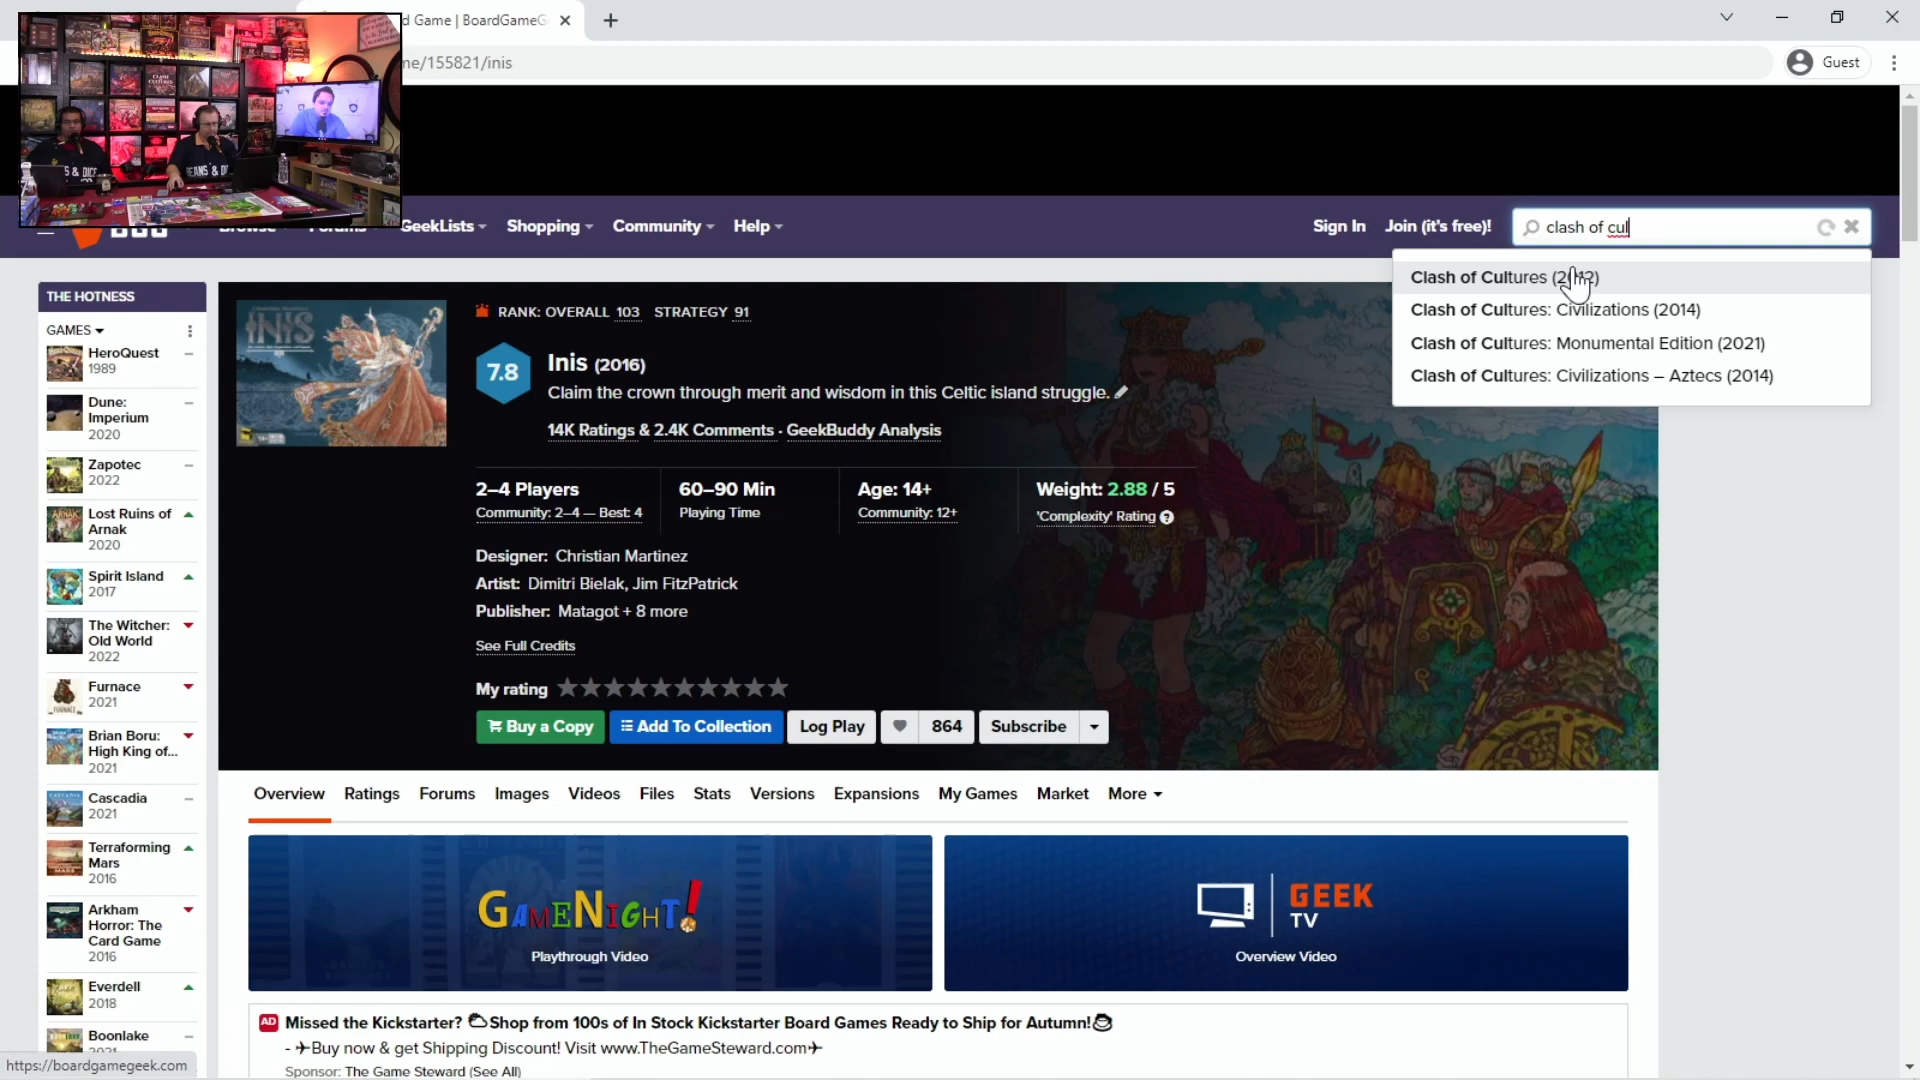 d Game | BoardGameG
me/155821/inis
Guest
GeekLists
Shopping
Community
Help
Sign In
Join (it's free)!
clash of cul
Clash of Cultures (2012)
Clash of Cultures: Civilizations (2014)
Clash of Cultures: Monumental Edition (2021)
Clash of Cultures: Civilizations – Aztecs (2014)
THE HOTNESS
GAMES
HeroQuest
1989
Dune:
Imperium
2020
Zapotec
2022
Lost Ruins of
Arnak
2020
Spirit Island
2017
The Witcher:
Old World
2022
Furnace
2021
Brian Boru:
High King of...
2021
Cascadia
2021
Terraforming
Mars
2016
Arkham
Horror: The
Card Game
2016
Everdell
2018
Boonlake
2021
https://boardgamegeek.com
INIS
RANK: OVERALL 103 STRATEGY 91
7.8
Inis (2016)
Claim the crown through merit and wisdom in this Celtic island struggle.
14K Ratings & 2.4K Comments · GeekBuddy Analysis
2–4 Players
Community: 2–4 — Best: 4
60–90 Min
Playing Time
Age: 14+
Community: 12+
Weight: 2.88 / 5
'Complexity' Rating
Designer: Christian Martinez
Artist: Dimitri Bielak, Jim FitzPatrick
Publisher: Matagot + 8 more
See Full Credits
My rating
Buy a Copy
Add To Collection
Log Play
864
Subscribe
Overview Ratings Forums Images Videos Files Stats Versions Expansions My Games Market More
GAMENIGHT!
Playthrough Video
GEEK
TV
Overview Video
AD Missed the Kickstarter? Shop from 100s of In Stock Kickstarter Board Games Ready to Ship for Autumn!
- ✈Buy now & get Shipping Discount! Visit www.TheGameSteward.com✈
Sponsor: The Game Steward (See All)